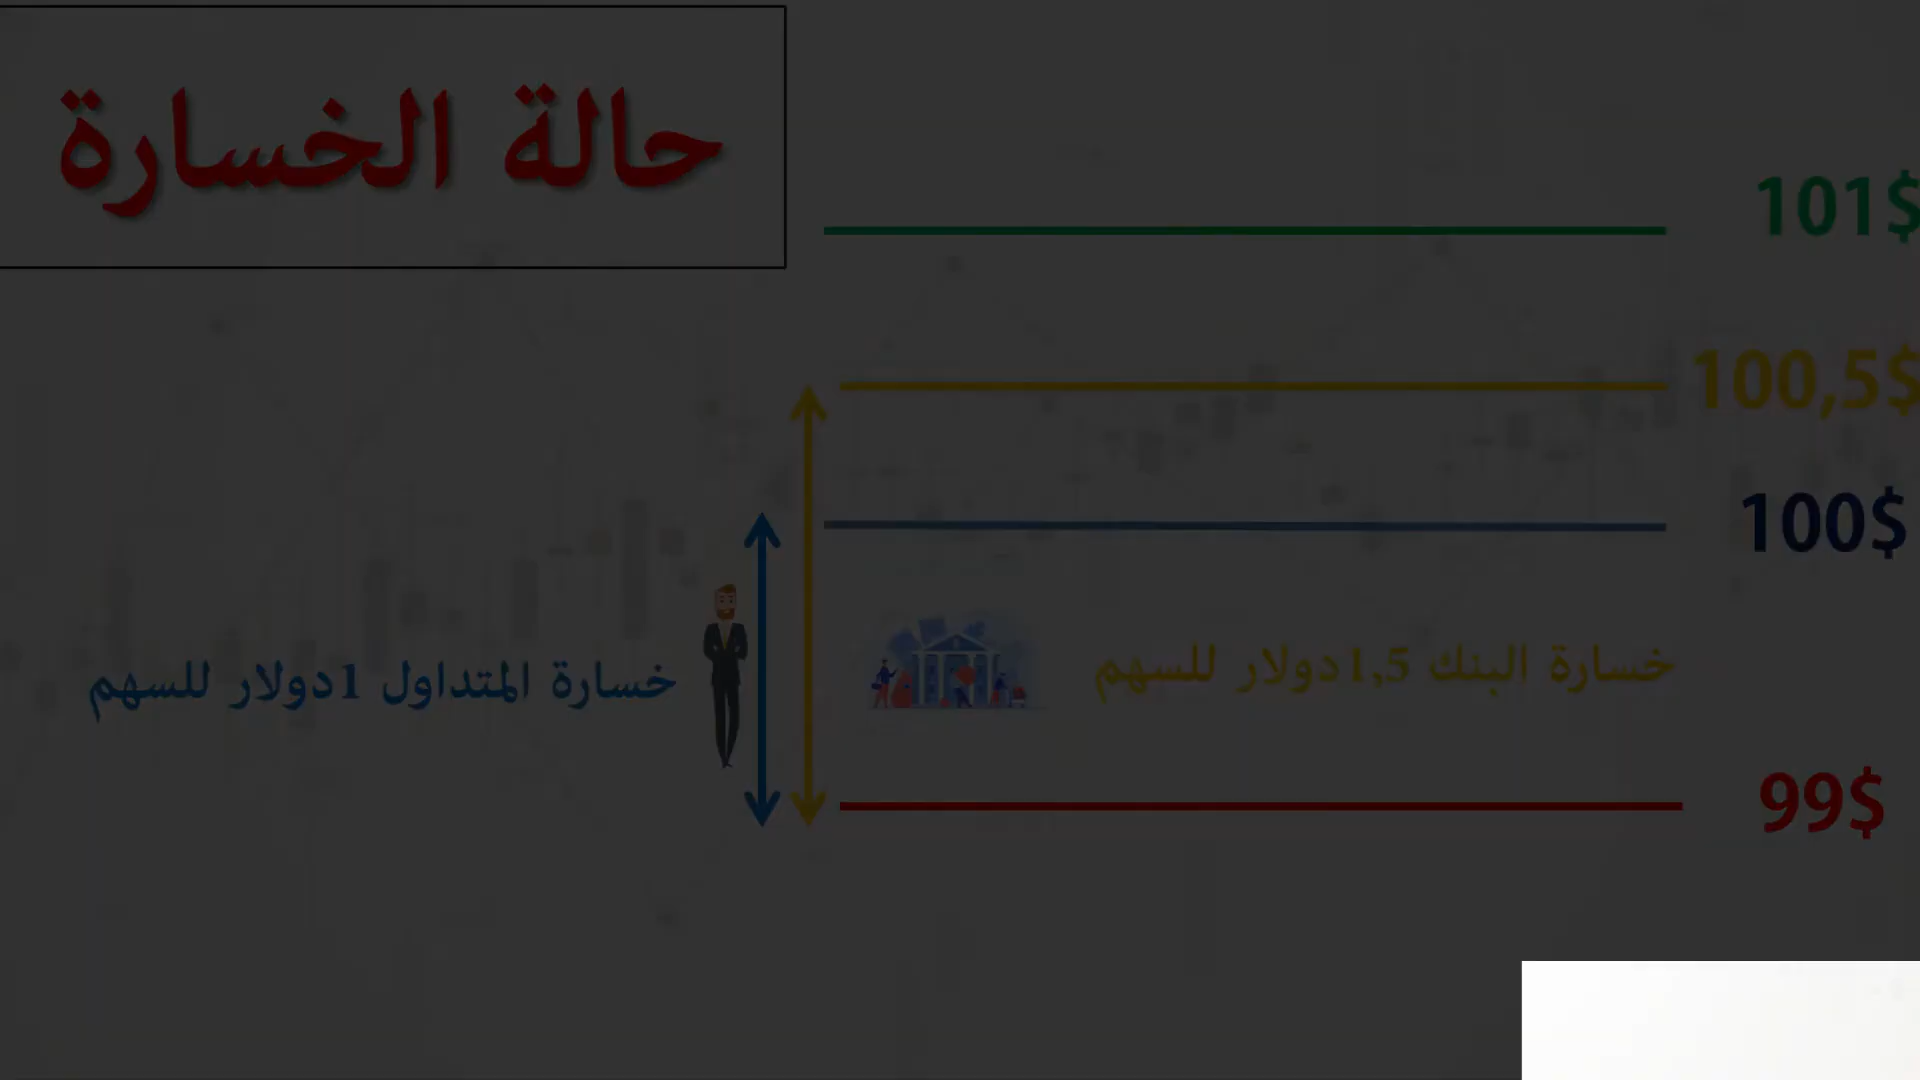 حالة الخسارة
101$
100,5$
100$
خسارة البنك 1,5دولار للسهم
خسارة المتداول 1دولار للسهم
99$